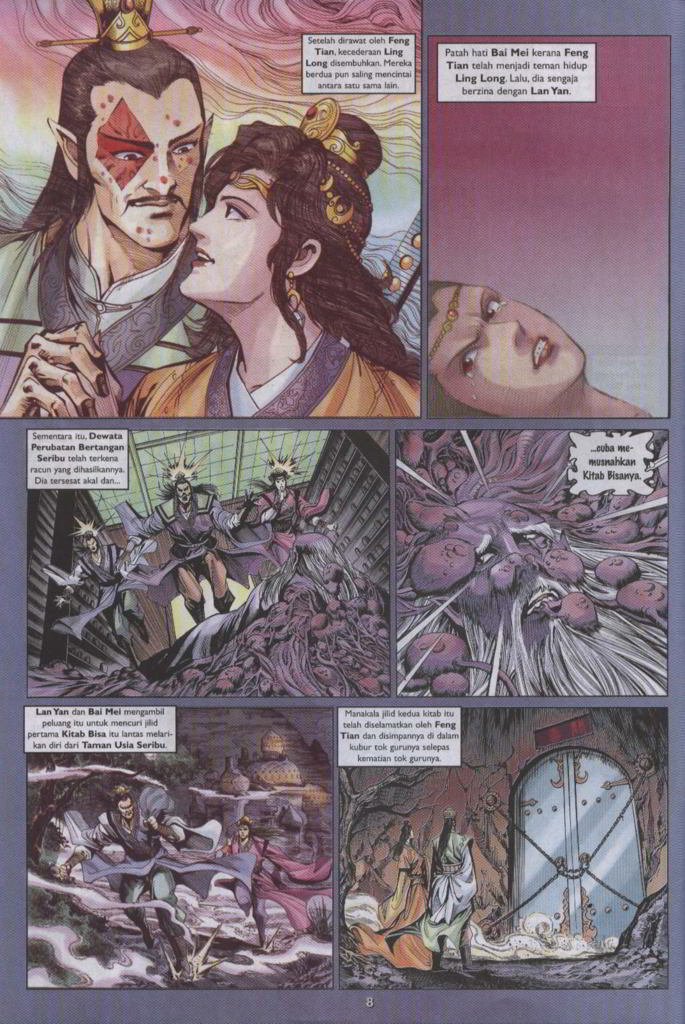 Setelah dirawat oleh Feng
Tian, kecederaan Ling
Long disembuhkan. Mereka
berdua pun saling mencintai
antara satu sama lain.
Patah hati Bai Mei kerana Feng
Tian telah menjadi teman hidup
Ling Long. Lalu, dia sengaja
berzina dengan Lan Yan.
Sementara itu, Dewata
Perubatan Bertangan
Seribu telah terkena
racun yang dihasilkannya.
Dia tersesat akal dan...
...cuba me-
musnahkan
Kitab Bisanya.
Lan Yan dan Bai Mei mengambil
peluang itu untuk mencuri jilid
pertama Kitab Bisa itu lantas melari-
kan diri dari Taman Usia Seribu.
Manakala jilid kedua kitab itu
telah diselamatkan oleh Feng
Tian dan disimpannya di dalam
kubur tok gurunya selepas
kematian tok gurunya.
8